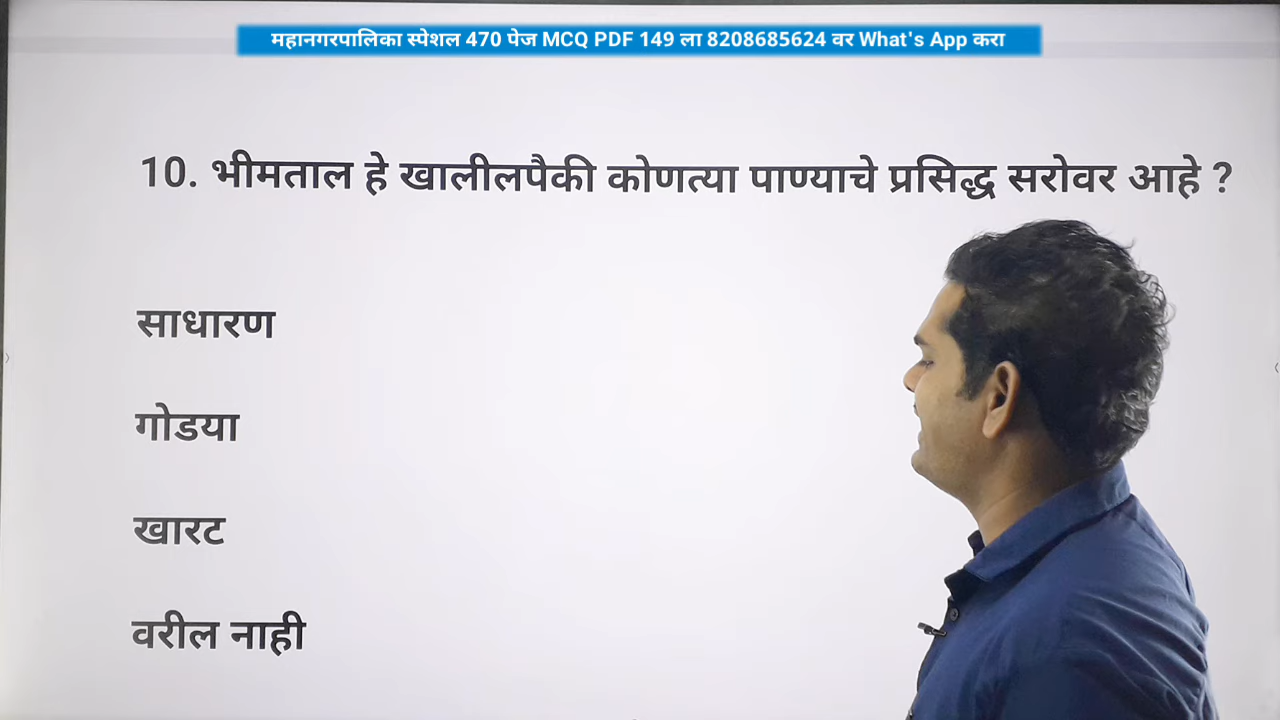 महानगरपालिका स्पेशल 470 पेज MCQ PDF 149 ला 8208685624 वर What's App करा
10. भीमताल हे खालीलपैकी कोणत्या पाण्याचे प्रसिद्ध सरोवर आहे ?
साधारण
गोडया
खारट
वरील नाही